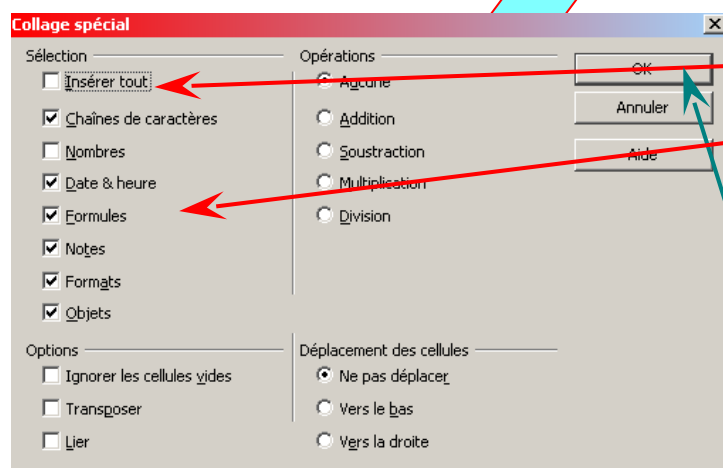 Collage spécial
Sélection
Insérer tout
Chaînes de caractères
Nombres
Date & heure
Formules
Notes
Formats
Objets
Opérations
Aucune
Addition
Soustraction
Multiplication
Division
OK
Annuler
Aide
Options
Ignorer les cellules vides
Transposer
Lier
Déplacement des cellules
Ne pas déplacer
Vers le bas
Vers la droite